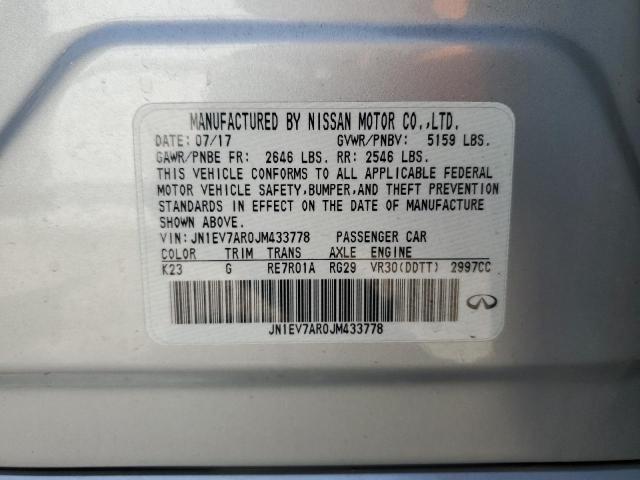 MANUFACTURED BY NISSAN MOTOR CO.,LTD.
DATE: 07/17 GVWR/PNBV: 5159 LBS.
GAWR/PNBE FR: 2646 LBS. RR: 2546 LBS.
THIS VEHICLE CONFORMS TO ALL APPLICABLE FEDERAL
MOTOR VEHICLE SAFETY,BUMPER,AND THEFT PREVENTION
STANDARDS IN EFFECT ON THE DATE OF MANUFACTURE
SHOWN ABOVE.
VIN: JN1EV7AR0JM433778 PASSENGER CAR
COLOR TRIM TRANS AXLE ENGINE
K23 G RE7R01A RG29 VR30(DDTT) 2997CC
JN1EV7AR0JM433778